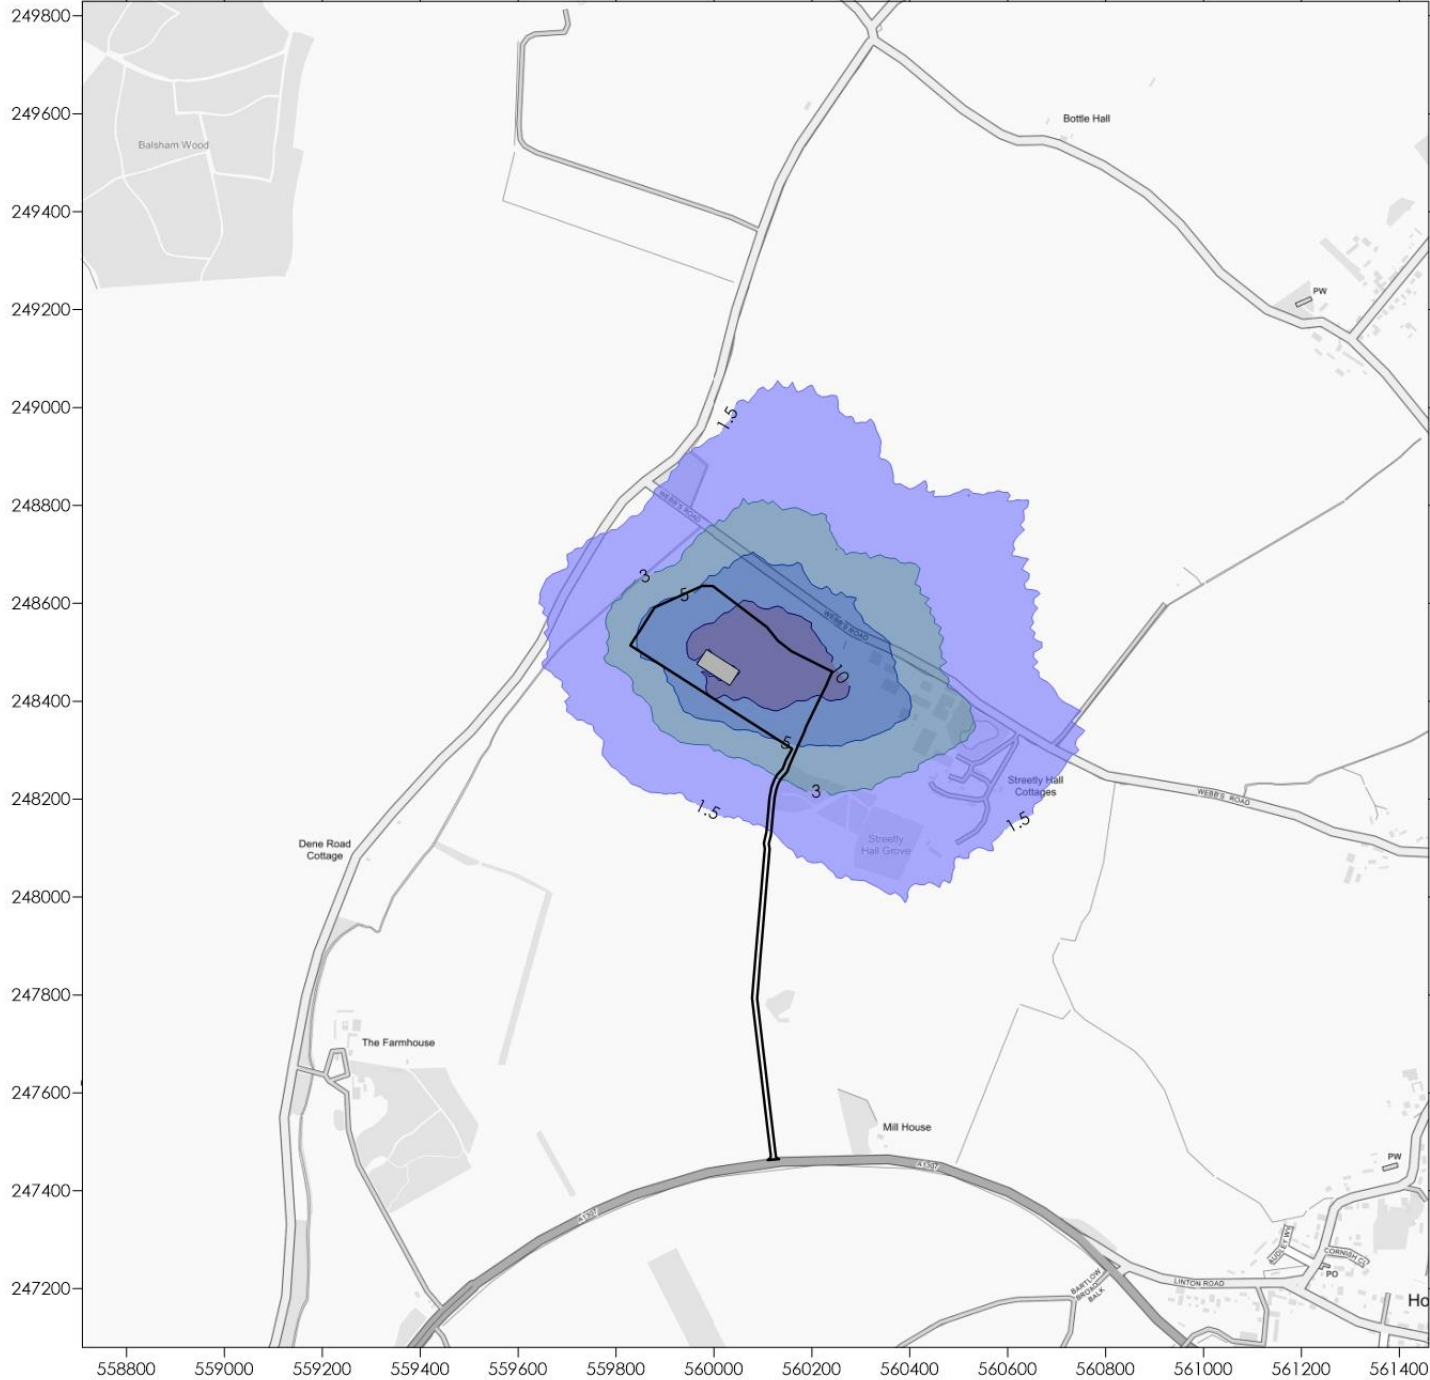 249800
249600
Bottle Hall
Balsham Wood
249400
PW
249200
249000
1.5
248800
WEBB'S ROAD
3
5
248600
WEBB'S ROAD
10
248400
5
Streetly Hall
Cottages
3
248200
1.5
WEBB'S ROAD
1.5
Streetly
Hall Grove
Dene Road
Cottage
248000
247800
The Farmhouse
247600
Mill House
A1307
PW
247400
A1307
AUDLEY WY
CORNISH CL
PO
247200
LINTON ROAD
BARTLOW
BROAD
BALK
Ho
558800 559000 559200 559400 559600 559800 560000 560200 560400 560600 560800 561000 561200 561400